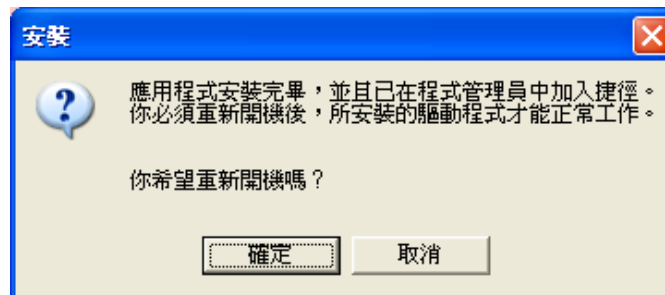 安裝
應用程式安裝完畢，並且已在程式管理員中加入捷徑。
你必須重新開機後，所安裝的驅動程式才能正常工作。
你希望重新開機嗎？
確定
取消